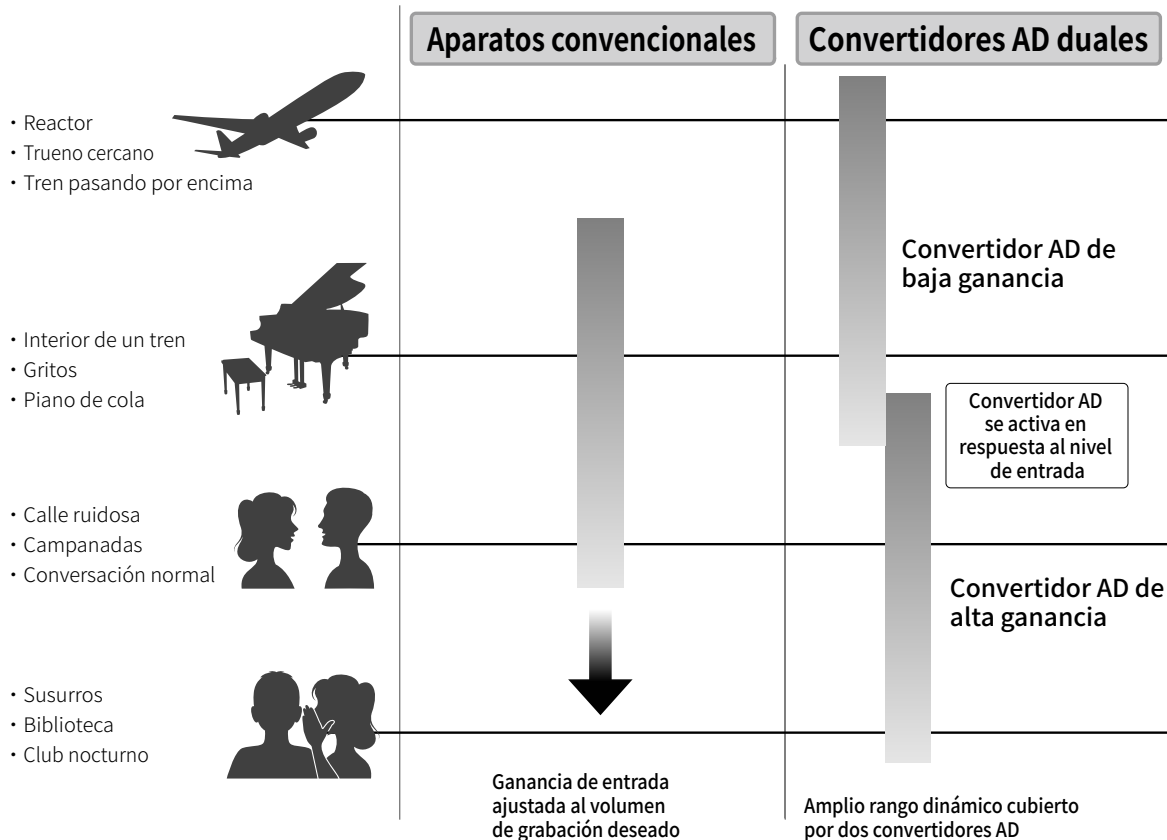 Aparatos convencionales
Convertidores AD duales
・Reactor
・Trueno cercano
・Tren pasando por encima
Convertidor AD de
baja ganancia
・Interior de un tren
・Gritos
・Piano de cola
Convertidor AD
se activa en
respuesta al nivel
de entrada
・Calle ruidosa
・Campanadas
・Conversación normal
Convertidor AD de
alta ganancia
・Susurros
・Biblioteca
・Club nocturno
Ganancia de entrada
ajustada al volumen
de grabación deseado
Amplio rango dinámico cubierto
por dos convertidores AD